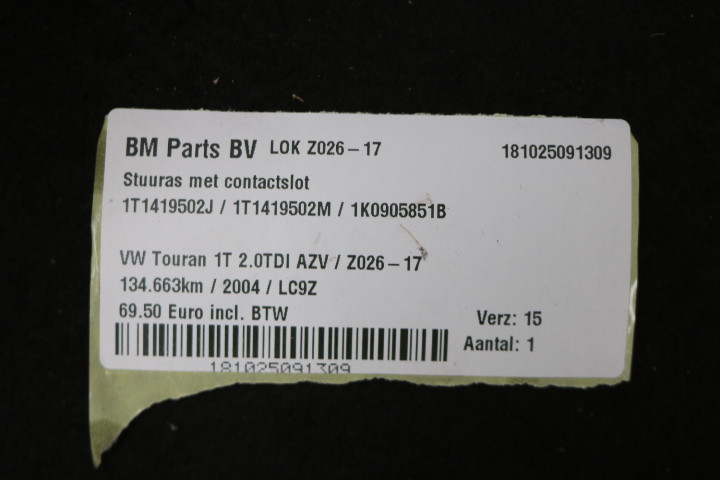 BM Parts BV LOK Z026-17 181025091309
Stuuras met contactslot
1T1419502J / 1T1419502M / 1K0905851B
VW Touran 1T 2.0TDI AZV / Z026-17
134.663km / 2004 / LC9Z
69.50 Euro incl. BTW Verz: 15
Aantal: 1
181025091309